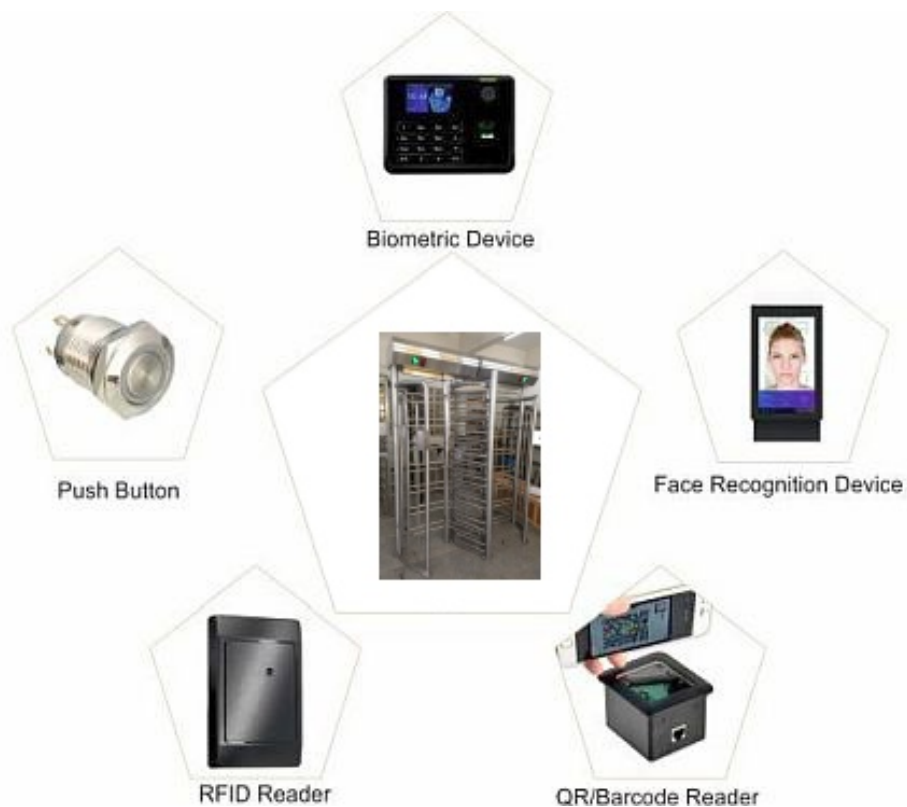 Biometric Device
Push Button
Face Recognition Device
RFID Reader
QR/Barcode Reader